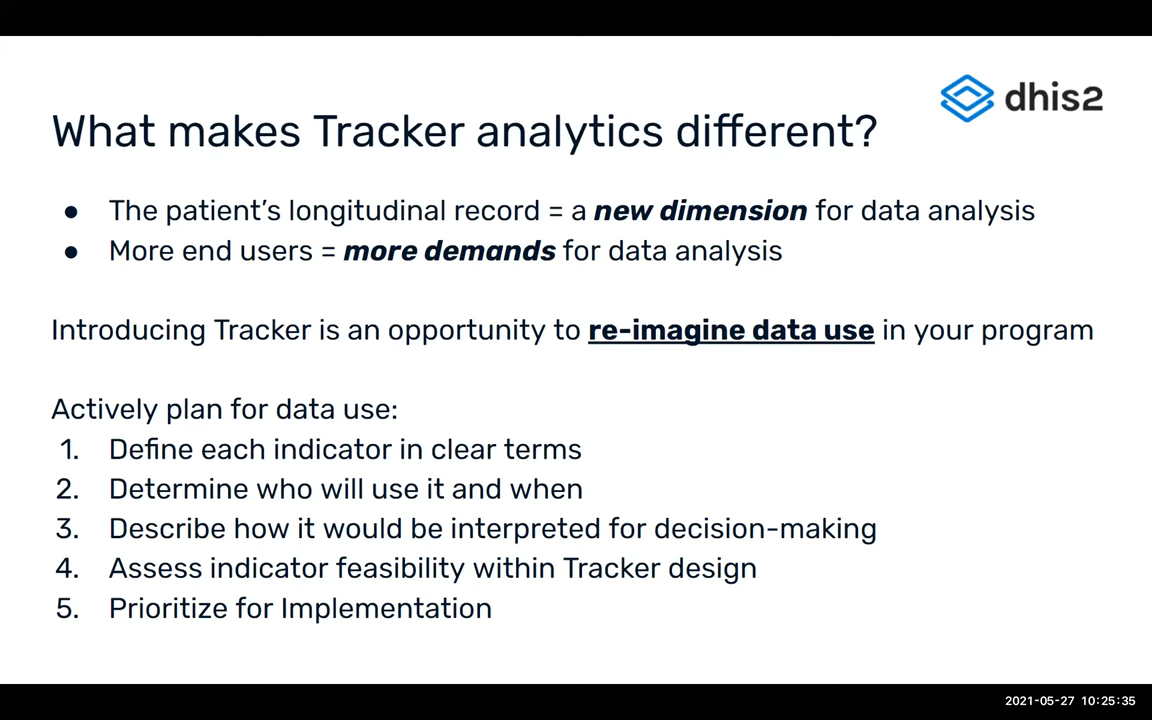 dhis2
What makes Tracker analytics different?
● The patient's longitudinal record = a new dimension for data analysis
● More end users = more demands for data analysis
Introducing Tracker is an opportunity to re-imagine data use in your program
Actively plan for data use:
1. Define each indicator in clear terms
2. Determine who will use it and when
3. Describe how it would be interpreted for decision-making
4. Assess indicator feasibility within Tracker design
5. Prioritize for Implementation
2021-05-27 10:25:35